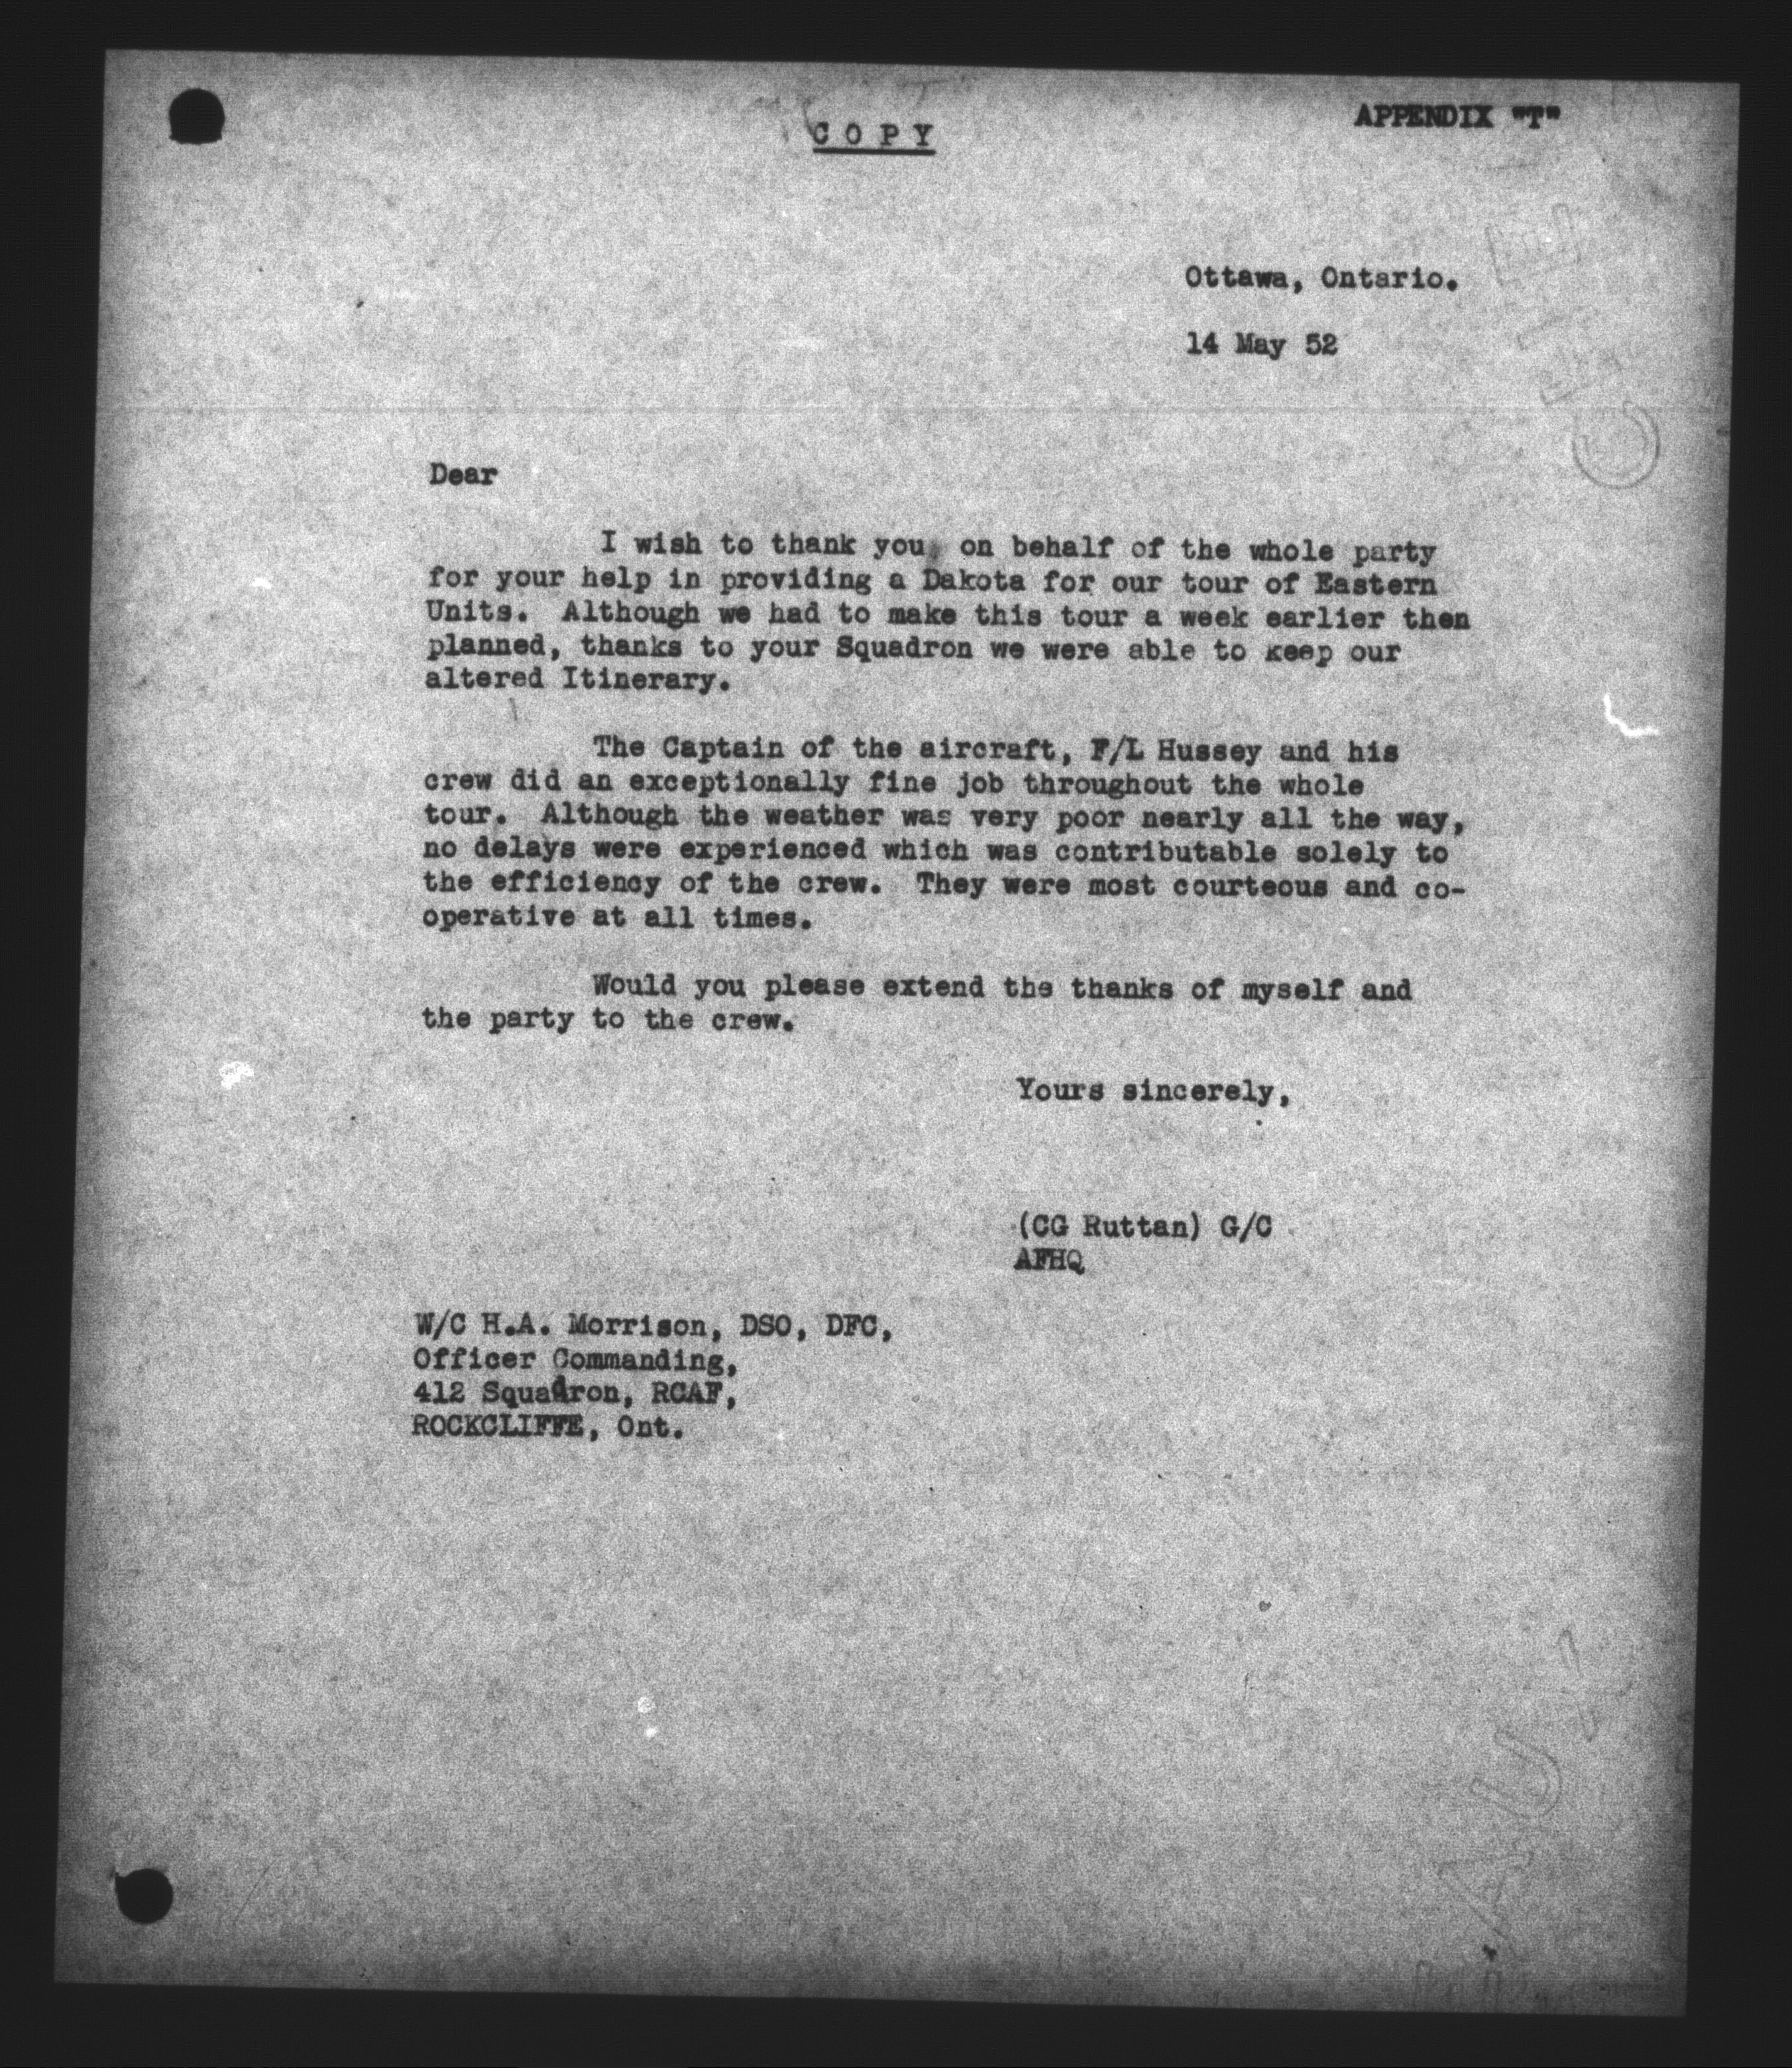 APPENDIX "T"
C O P Y
Ottawa, Ontario.
14 May 52
Dear
I wish to thank you, on behalf of the whole party
for your help in providing a Dakota for our tour of Eastern
Units. Although we had to make this tour a week earlier then
planned, thanks to your Squadron we were able to keep our
altered Itinerary.
The Captain of the aircraft, F/L Hussey and his
crew did an exceptionally fine job throughout the whole
tour. Although the weather was very poor nearly all the way,
no delays were experienced which was contributable solely to
the efficiency of the crew. They were most courteous and co-
operative at all times.
Would you please extend the thanks of myself and
the party to the crew.
Yours sincerely,
(CG Ruttan) G/C
AFHQ
W/C H.A. Morrison, DSO, DFC,
Officer Commanding,
412 Squadron, RCAF,
ROCKCLIFFE, Ont.